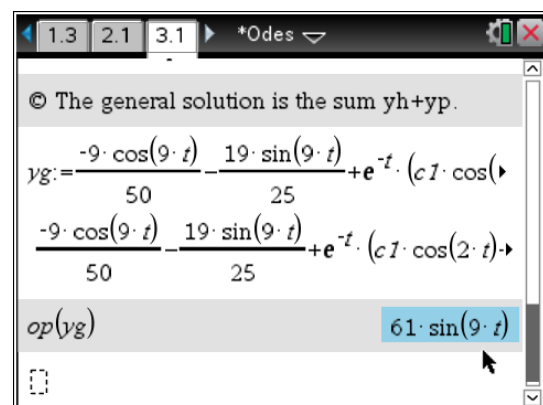 1.3 2.1 3.1 *Odes
© The general solution is the sum yh+yp.
yg:=-9·cos(9·t)/50-19·sin(9·t)/25+e^-t·(c1·cos(
-9·cos(9·t)/50-19·sin(9·t)/25+e^-t·(c1·cos(2·t)-
op(yg) 61·sin(9·t)